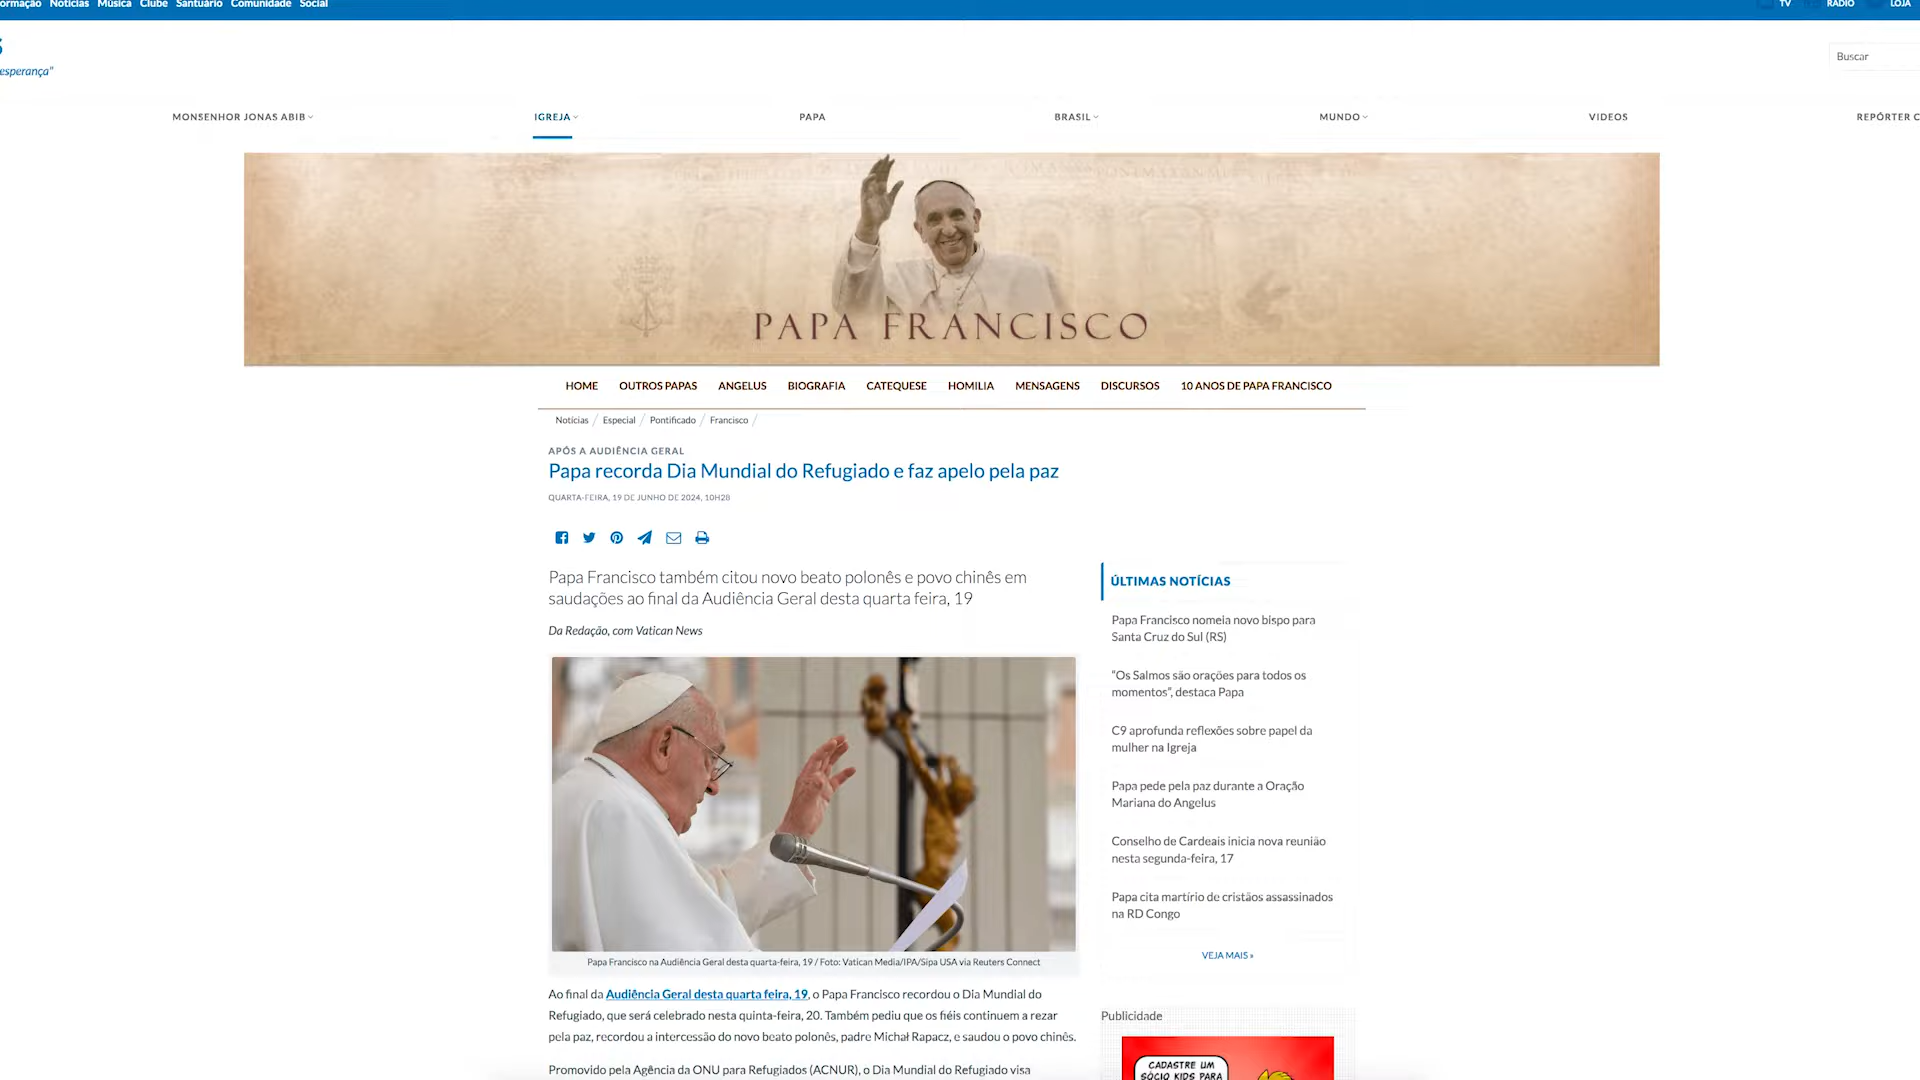 Notícias Música Clube Santuário Comunidade Social
TV RÁDIO LOJA
esperança"
Buscar
MONSENHOR JONAS ABIB IGREJA PAPA BRASIL MUNDO VIDEOS REPÓRTER
PAPA FRANCISCO
HOME OUTROS PAPAS ANGELUS BIOGRAFIA CATEQUESE HOMILIA MENSAGENS DISCURSOS 10 ANOS DE PAPA FRANCISCO
Notícias / Especial / Pontificado / Francisco /
APÓS A AUDIÊNCIA GERAL
Papa recorda Dia Mundial do Refugiado e faz apelo pela paz
QUARTA-FEIRA, 19 DE JUNHO DE 2024, 10H28
Papa Francisco também citou novo beato polonês e povo chinês em
saudações ao final da Audiência Geral desta quarta feira, 19
Da Redação, com Vatican News
Papa Francisco na Audiência Geral desta quarta-feira, 19 / Foto: Vatican Media/IPA/Sipa USA via Reuters Connect
Ao final da Audiência Geral desta quarta feira, 19, o Papa Francisco recordou o Dia Mundial do
Refugiado, que será celebrado nesta quinta-feira, 20. Também pediu que os fiéis continuem a rezar
pela paz, recordou a intercessão do novo beato polonês, padre Michał Rapacz, e saudou o povo chinês.
Promovido pela Agência da ONU para Refugiados (ACNUR), o Dia Mundial do Refugiado visa
ÚLTIMAS NOTÍCIAS
Papa Francisco nomeia novo bispo para
Santa Cruz do Sul (RS)
“Os Salmos são orações para todos os
momentos”, destaca Papa
C9 aprofunda reflexões sobre papel da
mulher na Igreja
Papa pede pela paz durante a Oração
Mariana do Angelus
Conselho de Cardeais inicia nova reunião
nesta segunda-feira, 17
Papa cita martírio de cristãos assassinados
na RD Congo
VEJA MAIS »
Publicidade
CADASTRE UM
SÓCIO KIDS PARA